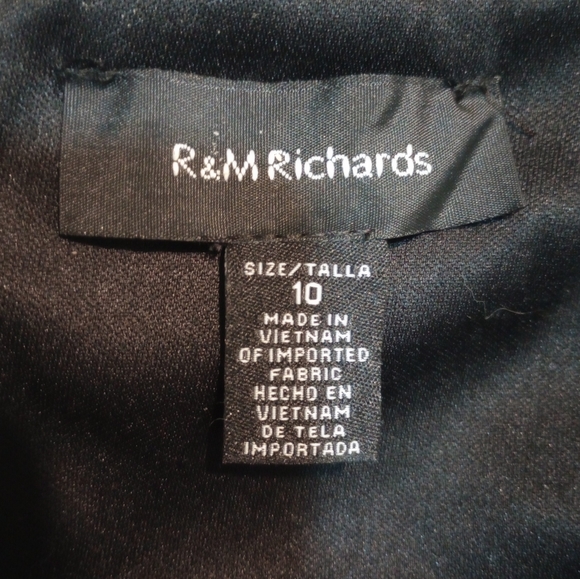 R&M Richards
SIZE/TALLA
10
MADE IN
VIETNAM
OF IMPORTED
FABRIC
HECHO EN
VIETNAM
DE TELA
IMPORTADA